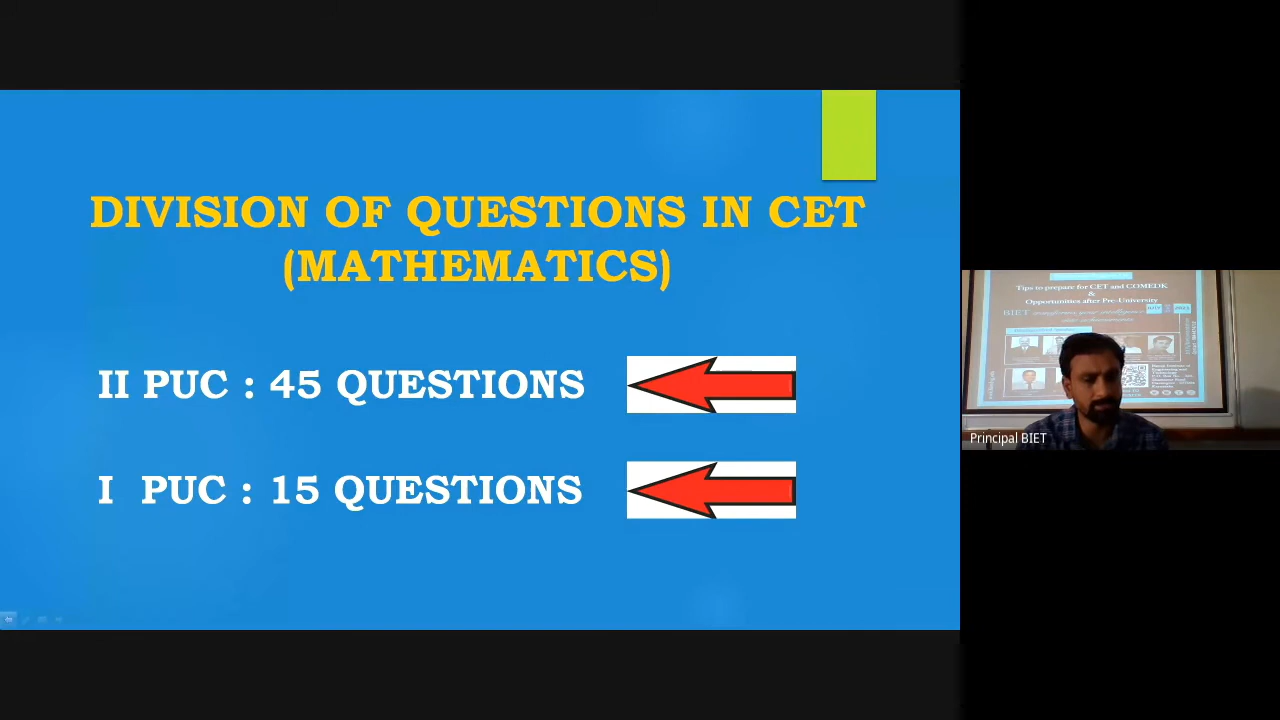 DIVISION OF QUESTIONS IN CET
(MATHEMATICS)
II PUC : 45 QUESTIONS
I PUC : 15 QUESTIONS
Tips to prepare for CET and COMEDK
&
Opportunities after Pre-University
Principal BIET